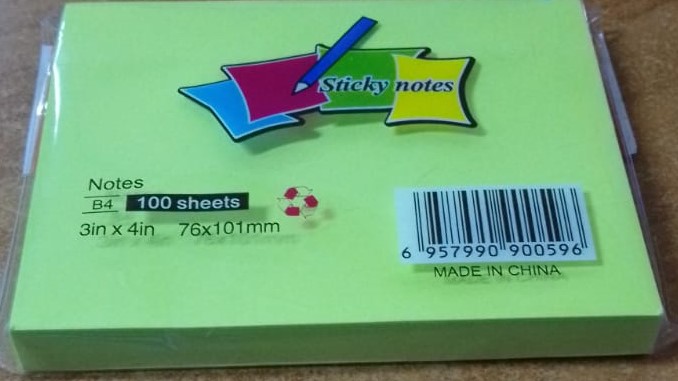 Sticky notes
Notes
B4 100 sheets
3in x 4in 76x101mm
6 957990 900596
MADE IN CHINA